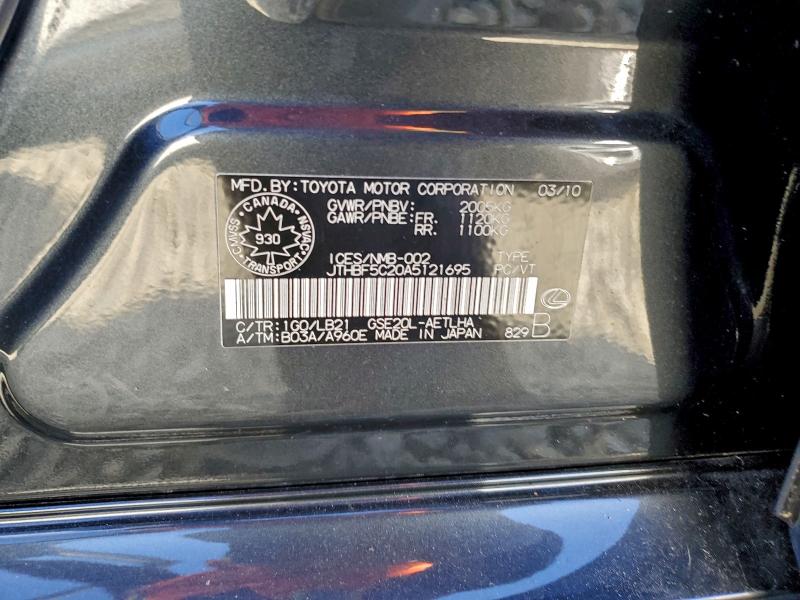 MFD.BY:TOYOTA MOTOR CORPORATION 03/10
GVWR/PNBV: 2005KG
GAWR/PNBE:FR. 1120KG
RR. 1100KG
CANADA
CMVSS NSVAC
930
TRANSPORT
ICES/NMB-002 TYPE
JTHBF5C20A5121695 PC/VT
C/TR:1G0/LB21 GSE20L-AETLHA
A/TM:B03A/A960E MADE IN JAPAN 829 B